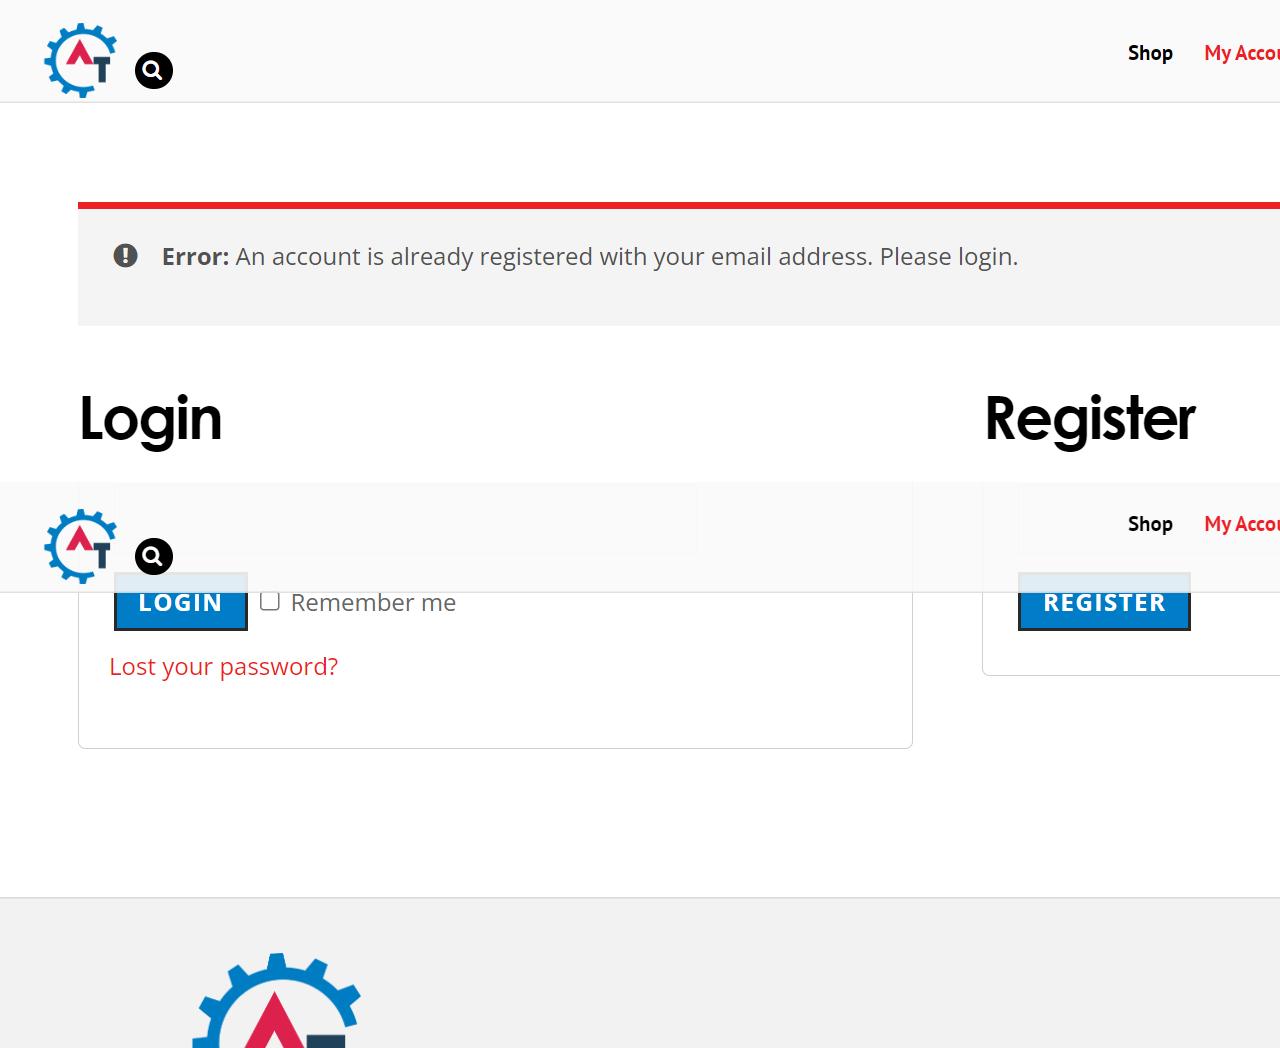 Shop My Accou
Error: An account is already registered with your email address. Please login.
Login
Register
Shop My Accou
LOGIN Remember me
REGISTER
Lost your password?